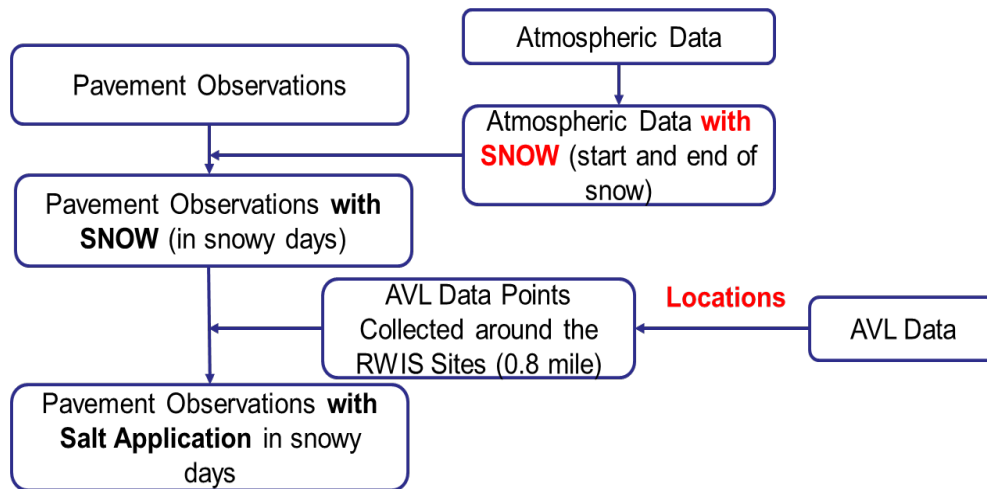 Atmospheric Data
Pavement Observations
Atmospheric Data with
SNOW (start and end of
snow)
Pavement Observations with
SNOW (in snowy days)
AVL Data Points
Collected around the
RWIS Sites (0.8 mile)
Locations
AVL Data
Pavement Observations with
Salt Application in snowy
days